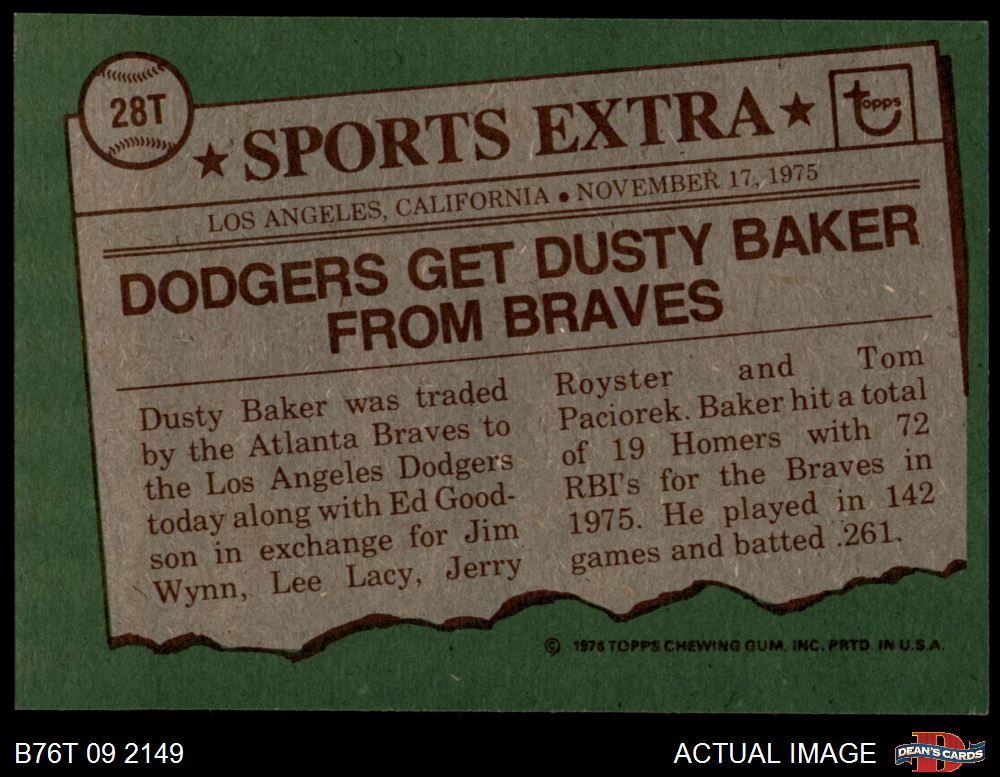 28T
★ SPORTS EXTRA ★
topps
LOS ANGELES, CALIFORNIA • NOVEMBER 17, 1975
DODGERS GET DUSTY BAKER
FROM BRAVES
Dusty Baker was traded
by the Atlanta Braves to
the Los Angeles Dodgers
today along with Ed Good-
son in exchange for Jim
Wynn, Lee Lacy, Jerry
Royster and Tom
Paciorek. Baker hit a total
of 19 Homers with 72
RBI's for the Braves in
1975. He played in 142
games and batted .261.
© 1976 TOPPS CHEWING GUM, INC. PRTD. IN U.S.A.
B76T 09 2149
ACTUAL IMAGE
D
DEAN'S CARDS